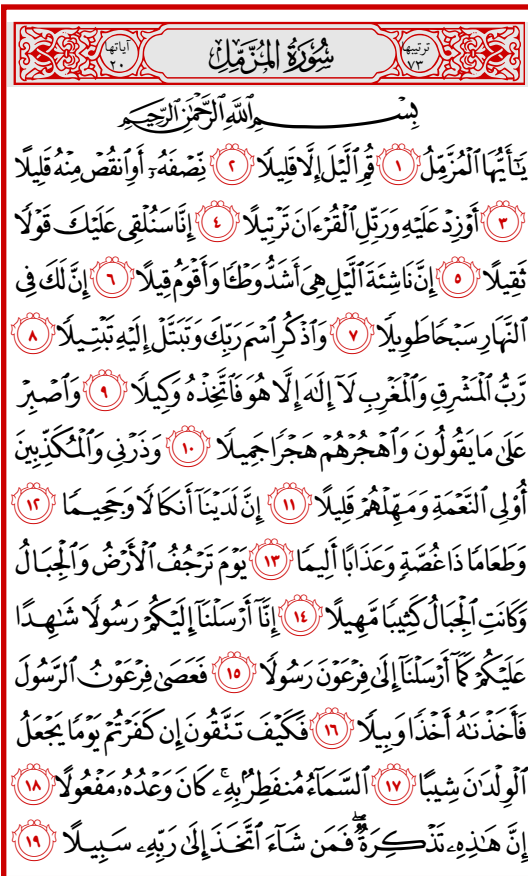 ترتيبها ٧٣ سُورَةُ الْمُزَّمِّلِ آياتها ٢٠
بِسْمِ ٱللَّهِ ٱلرَّحْمَٰنِ ٱلرَّحِيمِ
يَٰٓأَيُّهَا ٱلْمُزَّمِّلُ ١ قُمِ ٱلَّيْلَ إِلَّا قَلِيلًا ٢ نِّصْفَهُۥٓ أَوِ ٱنقُصْ مِنْهُ قَلِيلًا
٣ أَوْ زِدْ عَلَيْهِ وَرَتِّلِ ٱلْقُرْءَانَ تَرْتِيلًا ٤ إِنَّا سَنُلْقِى عَلَيْكَ قَوْلًا
ثَقِيلًا ٥ إِنَّ نَاشِئَةَ ٱلَّيْلِ هِىَ أَشَدُّ وَطْـًٔا وَأَقْوَمُ قِيلًا ٦ إِنَّ لَكَ فِى
ٱلنَّهَارِ سَبْحًا طَوِيلًا ٧ وَٱذْكُرِ ٱسْمَ رَبِّكَ وَتَبَتَّلْ إِلَيْهِ تَبْتِيلًا ٨
رَّبُّ ٱلْمَشْرِقِ وَٱلْمَغْرِبِ لَآ إِلَٰهَ إِلَّا هُوَ فَٱتَّخِذْهُ وَكِيلًا ٩ وَٱصْبِرْ
عَلَىٰ مَا يَقُولُونَ وَٱهْجُرْهُمْ هَجْرًا جَمِيلًا ١٠ وَذَرْنِى وَٱلْمُكَذِّبِينَ
أُو۟لِى ٱلنَّعْمَةِ وَمَهِّلْهُمْ قَلِيلًا ١١ إِنَّ لَدَيْنَآ أَنكَالًا وَجَحِيمًا ١٢
وَطَعَامًا ذَا غُصَّةٍ وَعَذَابًا أَلِيمًا ١٣ يَوْمَ تَرْجُفُ ٱلْأَرْضُ وَٱلْجِبَالُ
وَكَانَتِ ٱلْجِبَالُ كَثِيبًا مَّهِيلًا ١٤ إِنَّآ أَرْسَلْنَآ إِلَيْكُمْ رَسُولًا شَٰهِدًا
عَلَيْكُمْ كَمَآ أَرْسَلْنَآ إِلَىٰ فِرْعَوْنَ رَسُولًا ١٥ فَعَصَىٰ فِرْعَوْنُ ٱلرَّسُولَ
فَأَخَذْنَٰهُ أَخْذًا وَبِيلًا ١٦ فَكَيْفَ تَتَّقُونَ إِن كَفَرْتُمْ يَوْمًا يَجْعَلُ
ٱلْوِلْدَٰنَ شِيبًا ١٧ ٱلسَّمَآءُ مُنفَطِرٌۢ بِهِۦ ۚ كَانَ وَعْدُهُۥ مَفْعُولًا ١٨
إِنَّ هَٰذِهِۦ تَذْكِرَةٌ ۖ فَمَن شَآءَ ٱتَّخَذَ إِلَىٰ رَبِّهِۦ سَبِيلًا ١٩